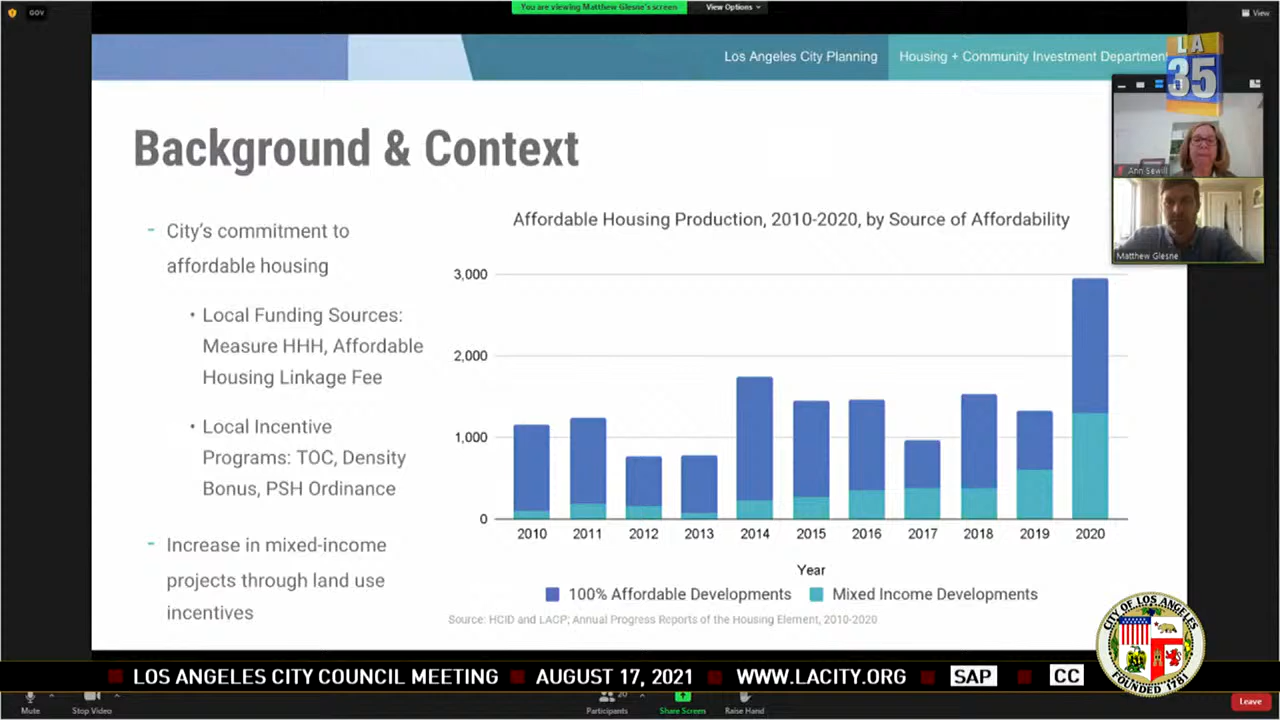 GOV
You are viewing Matthew Glesne's screen
View Options
View
Los Angeles City Planning
Housing + Community Investment Departmen
LA
35
Background & Context
Ann Sewill
Matthew Glesne
- City's commitment to
affordable housing
• Local Funding Sources:
Measure HHH, Affordable
Housing Linkage Fee
• Local Incentive
Programs: TOC, Density
Bonus, PSH Ordinance
- Increase in mixed-income
projects through land use
incentives
Affordable Housing Production, 2010-2020, by Source of Affordability
3,000
2,000
1,000
0
2010 2011 2012 2013 2014 2015 2016 2017 2018 2019 2020
Year
100% Affordable Developments Mixed Income Developments
Source: HCID and LACP; Annual Progress Reports of the Housing Element, 2010-2020
CITY OF LOS ANGELES
FOUNDED 1781
LOS ANGELES CITY COUNCIL MEETING AUGUST 17, 2021 WWW.LACITY.ORG SAP CC
Mute Stop Video Participants 20 Share Screen Raise Hand Leave